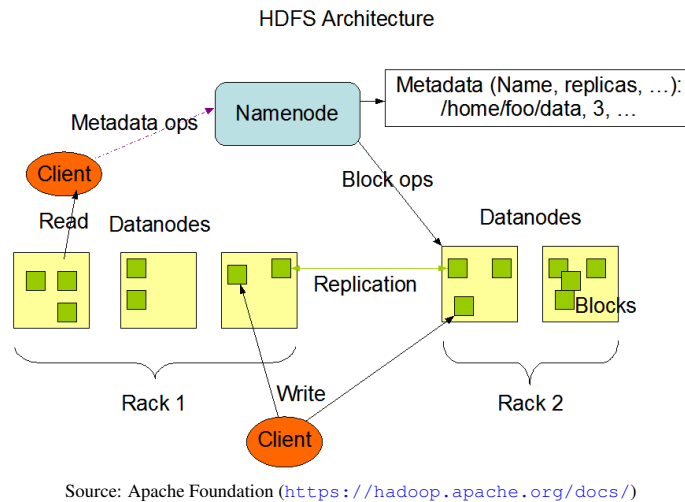 HDFS Architecture
Metadata (Name, replicas, …):
/home/foo/data, 3, …
Namenode
Metadata ops
Client
Block ops
Read
Datanodes
Datanodes
Replication
Blocks
Rack 1
Write
Rack 2
Client
Source: Apache Foundation (https://hadoop.apache.org/docs/)